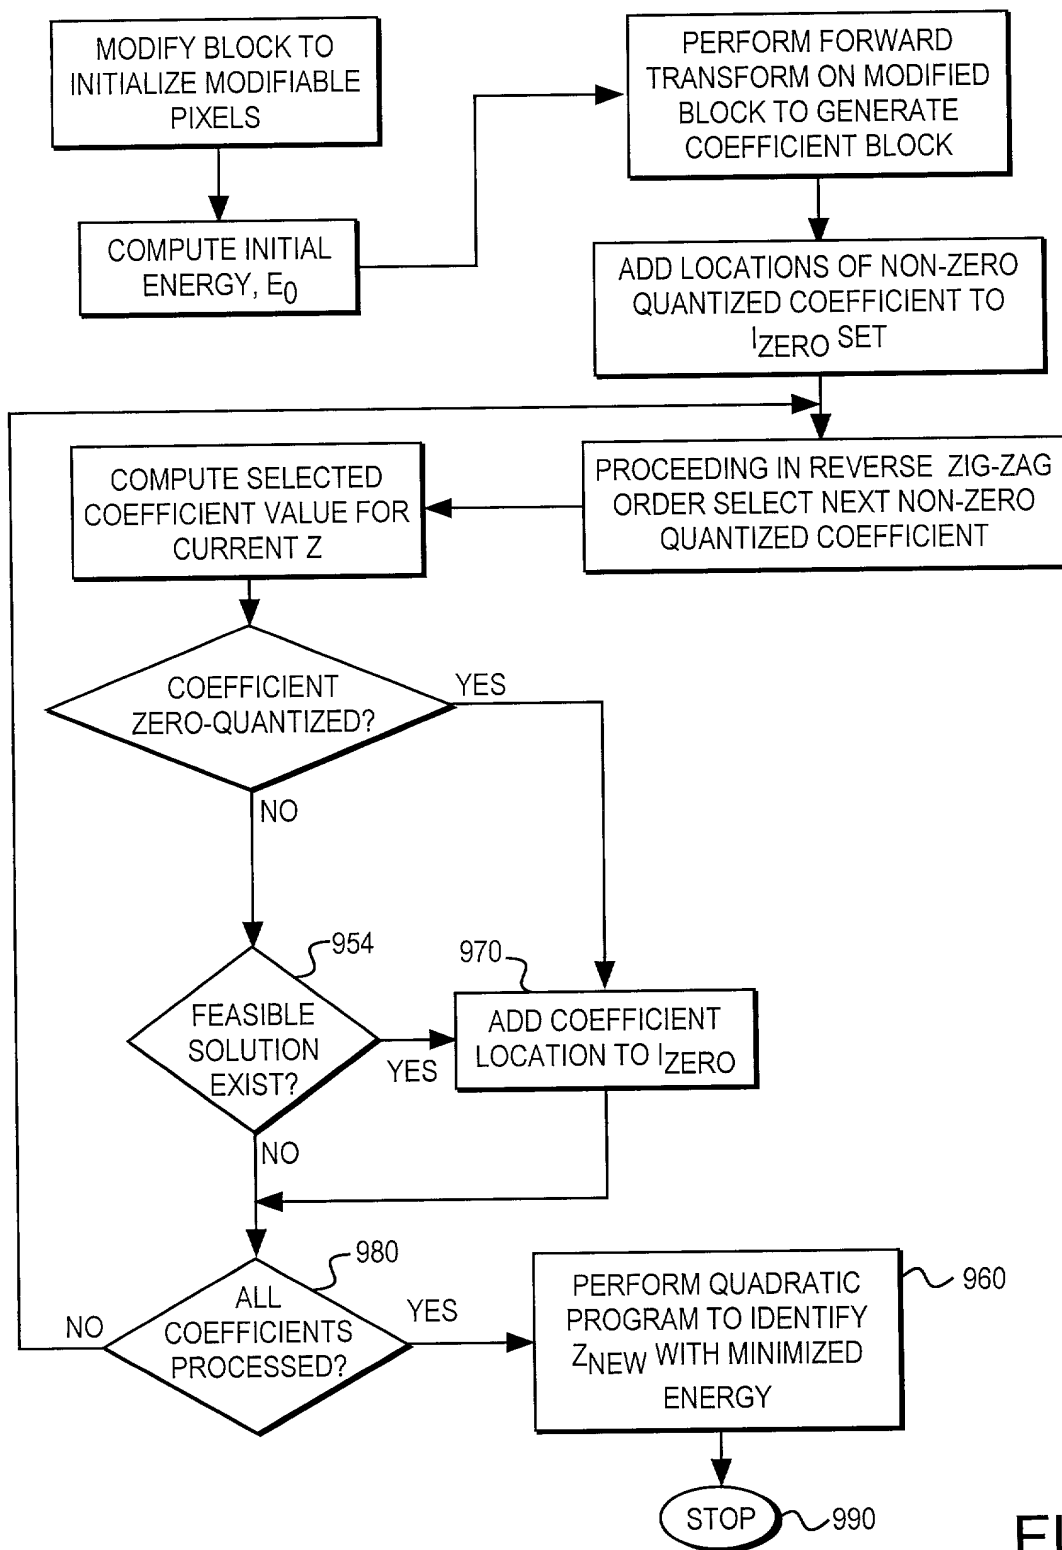 MODIFY BLOCK TO
INITIALIZE MODIFIABLE
PIXELS
COMPUTE INITIAL
ENERGY, E0
PERFORM FORWARD
TRANSFORM ON MODIFIED
BLOCK TO GENERATE
COEFFICIENT BLOCK
ADD LOCATIONS OF NON-ZERO
QUANTIZED COEFFICIENT TO
IZERO SET
PROCEEDING IN REVERSE ZIG-ZAG
ORDER SELECT NEXT NON-ZERO
QUANTIZED COEFFICIENT
COMPUTE SELECTED
COEFFICIENT VALUE FOR
CURRENT Z
COEFFICIENT
ZERO-QUANTIZED?
YES
NO
954
FEASIBLE
SOLUTION
EXIST?
YES
NO
970
ADD COEFFICIENT
LOCATION TO IZERO
980
ALL
COEFFICIENTS
PROCESSED?
NO
YES
PERFORM QUADRATIC
PROGRAM TO IDENTIFY
ZNEW WITH MINIMIZED
ENERGY
960
STOP
990